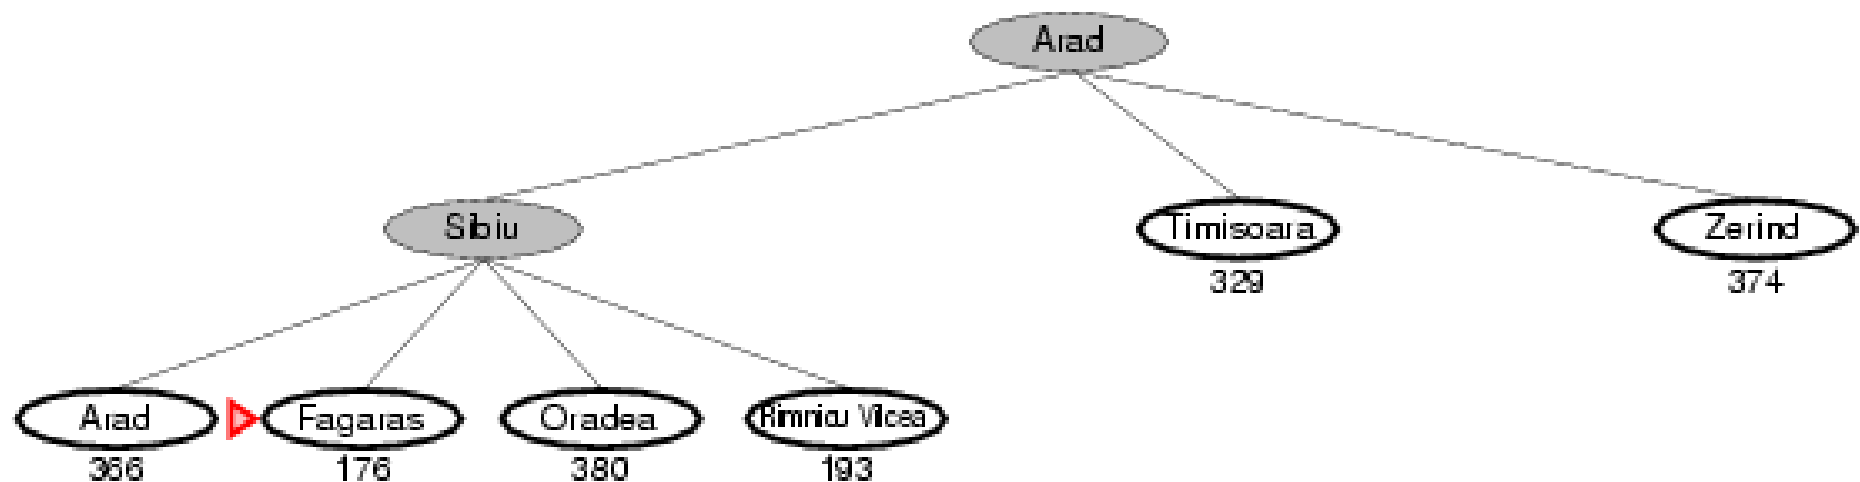 Arad
Sibiu
Timisoara
Zerind
329
374
Arad
Fagaras
Oradea
Rimnicu Vilcea
366
176
380
193